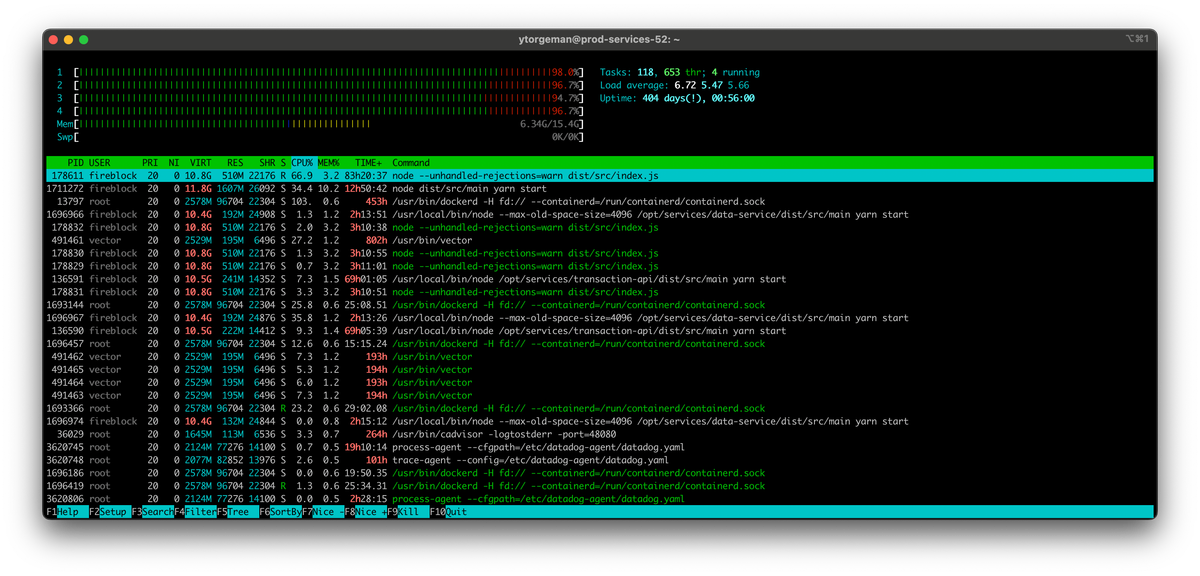 ytorgeman@prod-services-52: ~
⌥⌘1
1 [98.0%] Tasks: 118, 653 thr; 4 running
2 [96.7%] Load average: 6.72 5.47 5.66
3 [94.7%] Uptime: 404 days(!), 00:56:00
4 [96.7%]
Mem[6.34G/15.4G]
Swp[0K/0K]
PID USER PRI NI VIRT RES SHR S CPU% MEM% TIME+ Command
178611 fireblock 20 0 10.8G 510M 22176 R 66.9 3.2 83h20:37 node --unhandled-rejections=warn dist/src/index.js
1711272 fireblock 20 0 11.8G 1607M 26092 S 34.4 10.2 12h50:42 node dist/src/main yarn start
13797 root 20 0 2578M 96704 22304 S 103. 0.6 453h /usr/bin/dockerd -H fd:// --containerd=/run/containerd/containerd.sock
1696966 fireblock 20 0 10.4G 192M 24908 S 1.3 1.2 2h13:51 /usr/local/bin/node --max-old-space-size=4096 /opt/services/data-service/dist/src/main yarn start
178832 fireblock 20 0 10.8G 510M 22176 S 2.0 3.2 3h10:38 node --unhandled-rejections=warn dist/src/index.js
491461 vector 20 0 2529M 195M 6496 S 27.2 1.2 802h /usr/bin/vector
178830 fireblock 20 0 10.8G 510M 22176 S 1.3 3.2 3h10:55 node --unhandled-rejections=warn dist/src/index.js
178829 fireblock 20 0 10.8G 510M 22176 S 0.7 3.2 3h11:01 node --unhandled-rejections=warn dist/src/index.js
136591 fireblock 20 0 10.5G 241M 14352 S 7.3 1.5 69h01:05 /usr/local/bin/node /opt/services/transaction-api/dist/src/main yarn start
178831 fireblock 20 0 10.8G 510M 22176 S 3.3 3.2 3h10:51 node --unhandled-rejections=warn dist/src/index.js
1693144 root 20 0 2578M 96704 22304 S 25.8 0.6 25:08.51 /usr/bin/dockerd -H fd:// --containerd=/run/containerd/containerd.sock
1696967 fireblock 20 0 10.4G 192M 24876 S 35.8 1.2 2h13:26 /usr/local/bin/node --max-old-space-size=4096 /opt/services/data-service/dist/src/main yarn start
136590 fireblock 20 0 10.5G 222M 14412 S 9.3 1.4 69h05:39 /usr/local/bin/node /opt/services/transaction-api/dist/src/main yarn start
1696457 root 20 0 2578M 96704 22304 S 12.6 0.6 15:15.24 /usr/bin/dockerd -H fd:// --containerd=/run/containerd/containerd.sock
491462 vector 20 0 2529M 195M 6496 S 7.3 1.2 193h /usr/bin/vector
491465 vector 20 0 2529M 195M 6496 S 5.3 1.2 194h /usr/bin/vector
491464 vector 20 0 2529M 195M 6496 S 6.0 1.2 193h /usr/bin/vector
491463 vector 20 0 2529M 195M 6496 S 7.3 1.2 194h /usr/bin/vector
1693366 root 20 0 2578M 96704 22304 R 23.2 0.6 29:02.08 /usr/bin/dockerd -H fd:// --containerd=/run/containerd/containerd.sock
1696974 fireblock 20 0 10.4G 132M 24844 S 0.0 0.8 2h15:12 /usr/local/bin/node --max-old-space-size=4096 /opt/services/data-service/dist/src/main yarn start
36029 root 20 0 1645M 113M 6536 S 3.3 0.7 264h /usr/bin/cadvisor -logtostderr -port=48080
3620745 root 20 0 2124M 77276 14100 S 0.7 0.5 19h10:14 process-agent --cfgpath=/etc/datadog-agent/datadog.yaml
3620748 root 20 0 2077M 82852 13976 S 2.6 0.5 101h trace-agent --config=/etc/datadog-agent/datadog.yaml
1696186 root 20 0 2578M 96704 22304 S 0.0 0.6 19:50.35 /usr/bin/dockerd -H fd:// --containerd=/run/containerd/containerd.sock
1696419 root 20 0 2578M 96704 22304 R 1.3 0.6 25:34.31 /usr/bin/dockerd -H fd:// --containerd=/run/containerd/containerd.sock
3620806 root 20 0 2124M 77276 14100 S 0.0 0.5 2h28:15 process-agent --cfgpath=/etc/datadog-agent/datadog.yaml
F1Help F2Setup F3SearchF4FilterF5Tree F6SortByF7Nice -F8Nice +F9Kill F10Quit